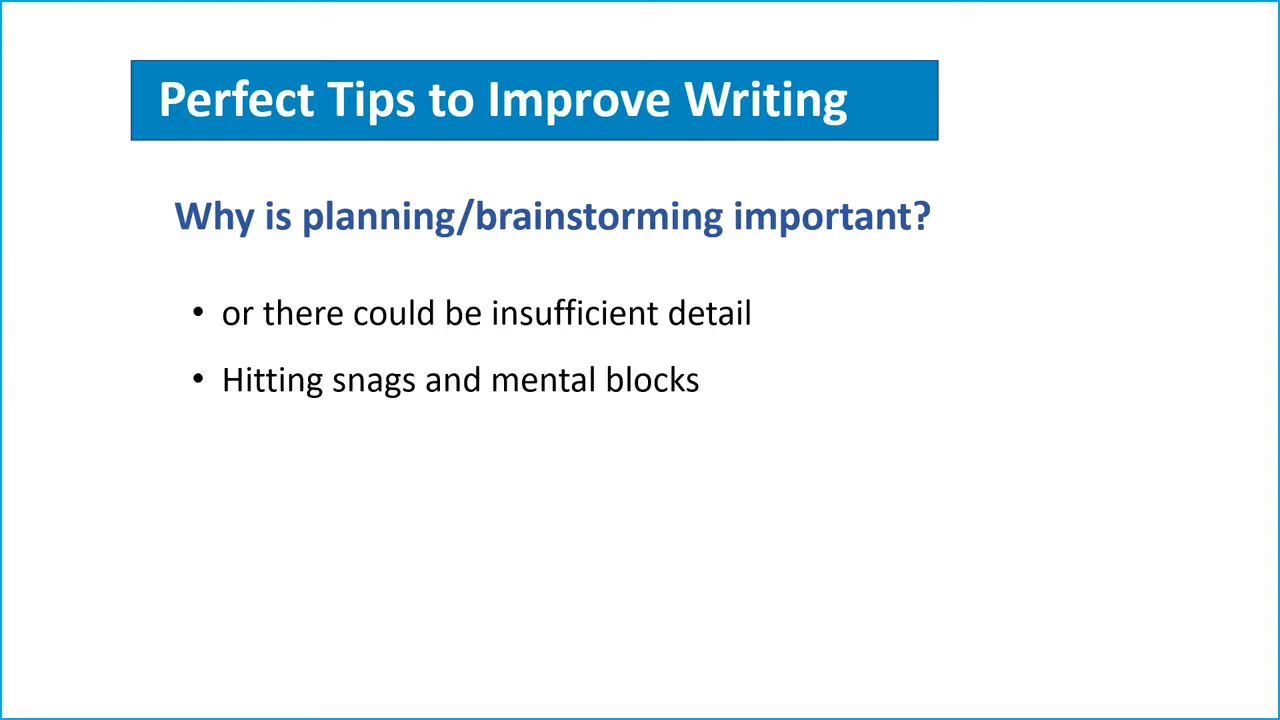 Perfect Tips to Improve Writing
Why is planning/brainstorming important?
• or there could be insufficient detail
• Hitting snags and mental blocks